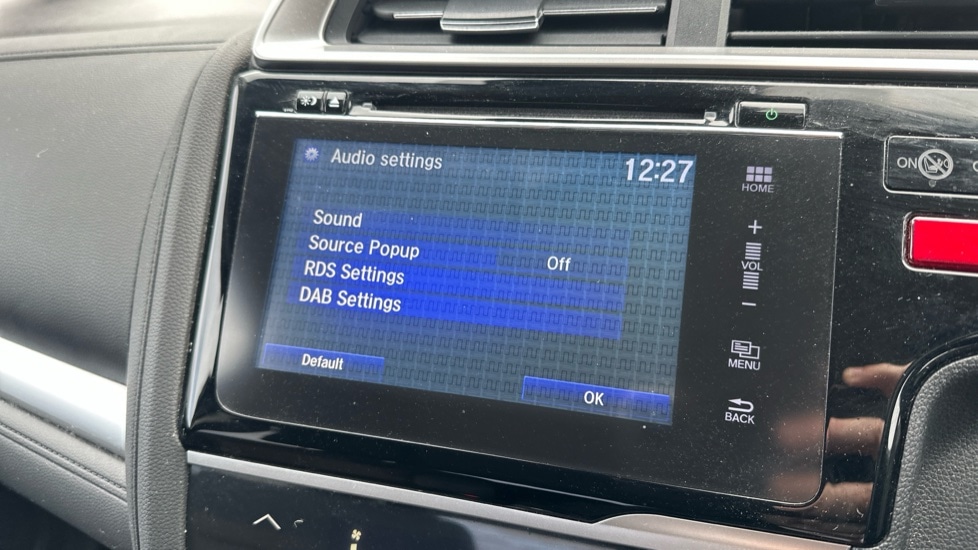 Audio settings
12:27
Sound
Source Popup
Off
RDS Settings
DAB Settings
Default
OK
HOME
+
VOL
−
MENU
BACK
ON